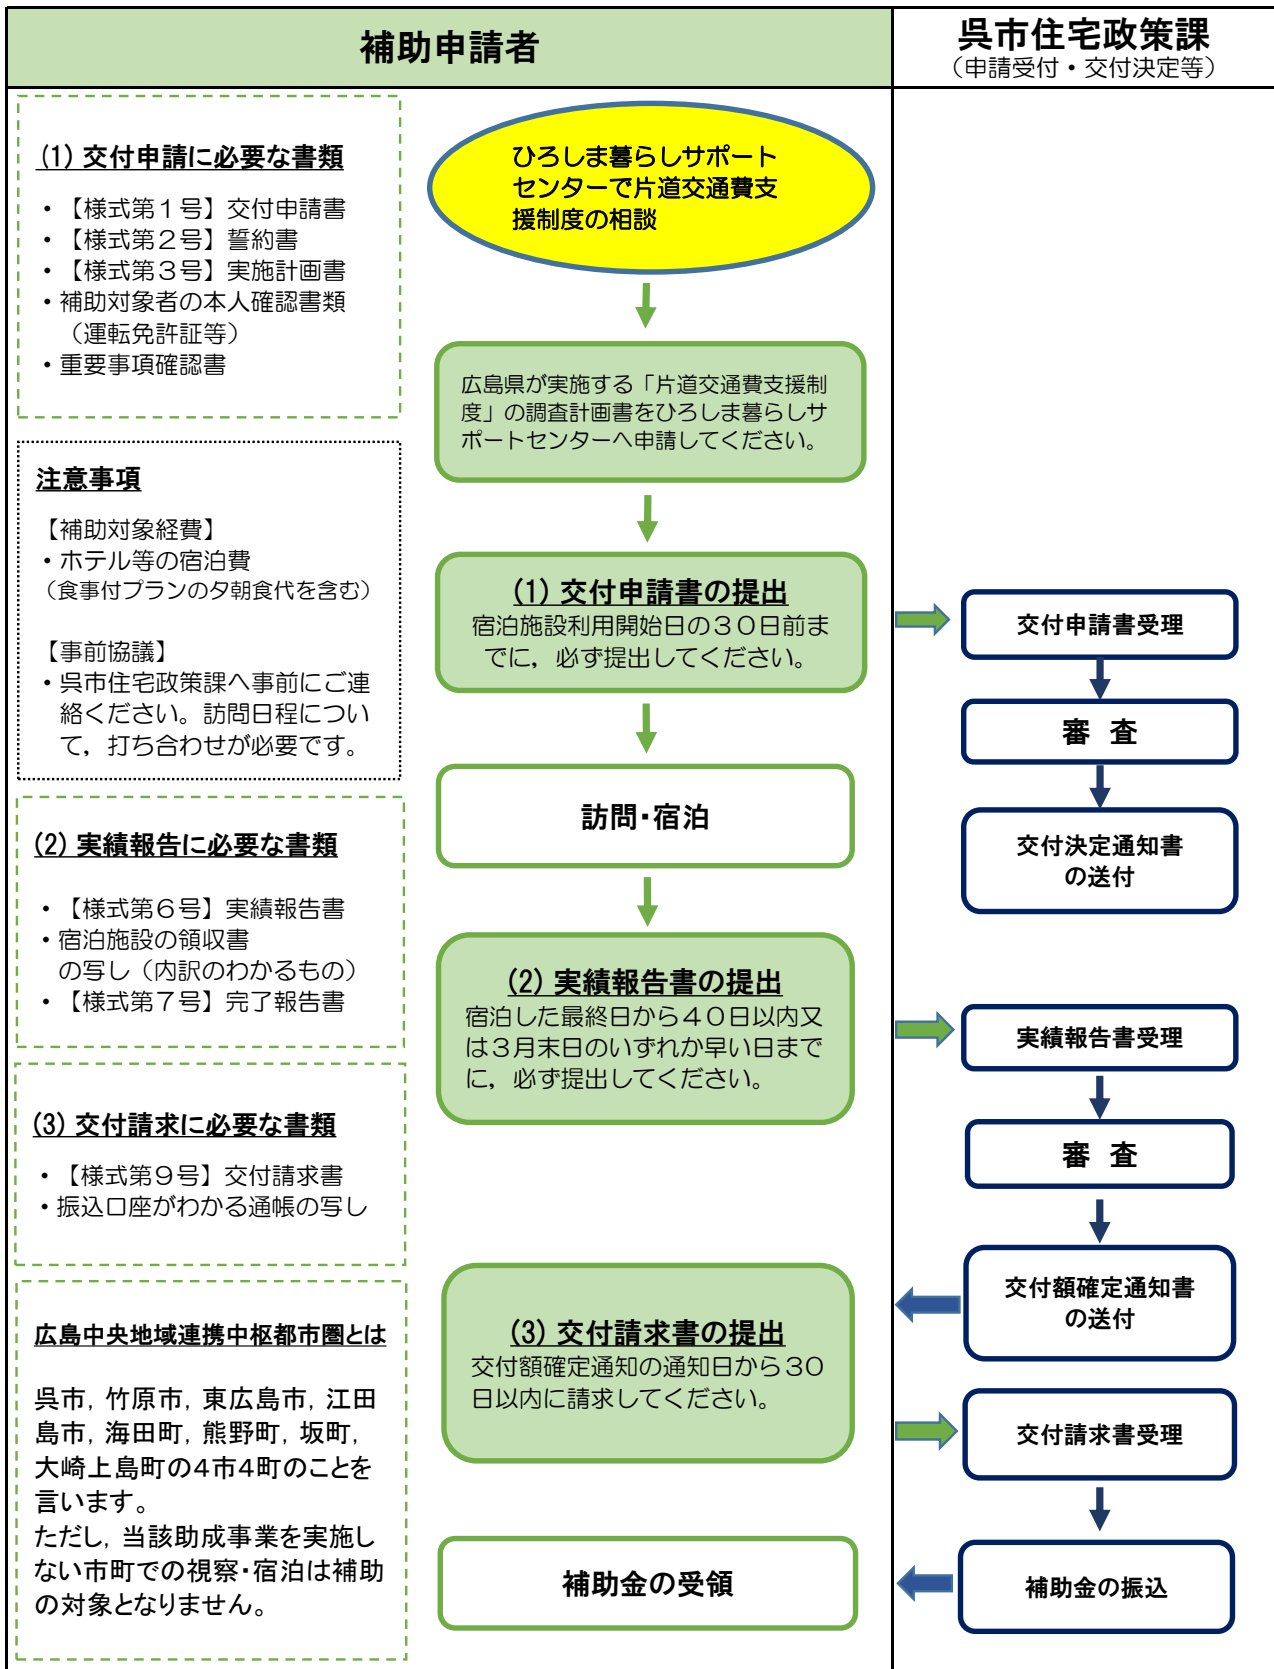 補助申請者
呉市住宅政策課
（申請受付・交付決定等）
(1) 交付申請に必要な書類
・【様式第１号】交付申請書
・【様式第２号】誓約書
・【様式第３号】実施計画書
・補助対象者の本人確認書類
（運転免許証等）
・重要事項確認書
注意事項
【補助対象経費】
・ホテル等の宿泊費
（食事付プランの夕朝食代を含む）
【事前協議】
・呉市住宅政策課へ事前にご連
絡ください。訪問日程につい
て，打ち合わせが必要です。
(2) 実績報告に必要な書類
・【様式第６号】実績報告書
・宿泊施設の領収書
の写し（内訳のわかるもの）
・【様式第７号】完了報告書
(3) 交付請求に必要な書類
・【様式第９号】交付請求書
・振込口座がわかる通帳の写し
広島中央地域連携中枢都市圏とは
呉市，竹原市，東広島市，江田
島市，海田町，熊野町，坂町，
大崎上島町の4市4町のことを
言います。
ただし，当該助成事業を実施し
ない市町での視察・宿泊は補助
の対象となりません。
ひろしま暮らしサポート
センターで片道交通費支
援制度の相談
広島県が実施する「片道交通費支援制
度」の調査計画書をひろしま暮らしサ
ポートセンターへ申請してください。
(1) 交付申請書の提出
宿泊施設利用開始日の３０日前ま
でに，必ず提出してください。
訪問・宿泊
(2) 実績報告書の提出
宿泊した最終日から４０日以内又
は３月末日のいずれか早い日まで
に，必ず提出してください。
(3) 交付請求書の提出
交付額確定通知の通知日から３０
日以内に請求してください。
補助金の受領
交付申請書受理
審 査
交付決定通知書
の送付
実績報告書受理
審 査
交付額確定通知書
の送付
交付請求書受理
補助金の振込